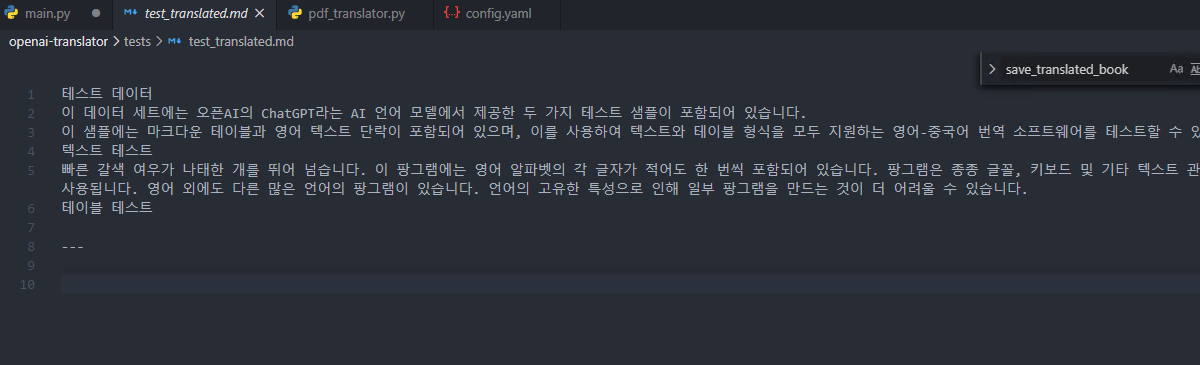 main.py
test_translated.md
pdf_translator.py
config.yaml
openai-translator > tests > test_translated.md
save_translated_book
Aa
1 테스트 데이터
2 이 데이터 세트에는 오픈AI의 ChatGPT라는 AI 언어 모델에서 제공한 두 가지 테스트 샘플이 포함되어 있습니다.
3 이 샘플에는 마크다운 테이블과 영어 텍스트 단락이 포함되어 있으며, 이를 사용하여 텍스트와 테이블 형식을 모두 지원하는 영어-중국어 번역 소프트웨어를 테스트할 수 있
4 텍스트 테스트
5 빠른 갈색 여우가 나태한 개를 뛰어 넘습니다. 이 팡그램에는 영어 알파벳의 각 글자가 적어도 한 번씩 포함되어 있습니다. 팡그램은 종종 글꼴, 키보드 및 기타 텍스트 관
사용됩니다. 영어 외에도 다른 많은 언어의 팡그램이 있습니다. 언어의 고유한 특성으로 인해 일부 팡그램을 만드는 것이 더 어려울 수 있습니다.
6 테이블 테스트
7
8 ---
9
10